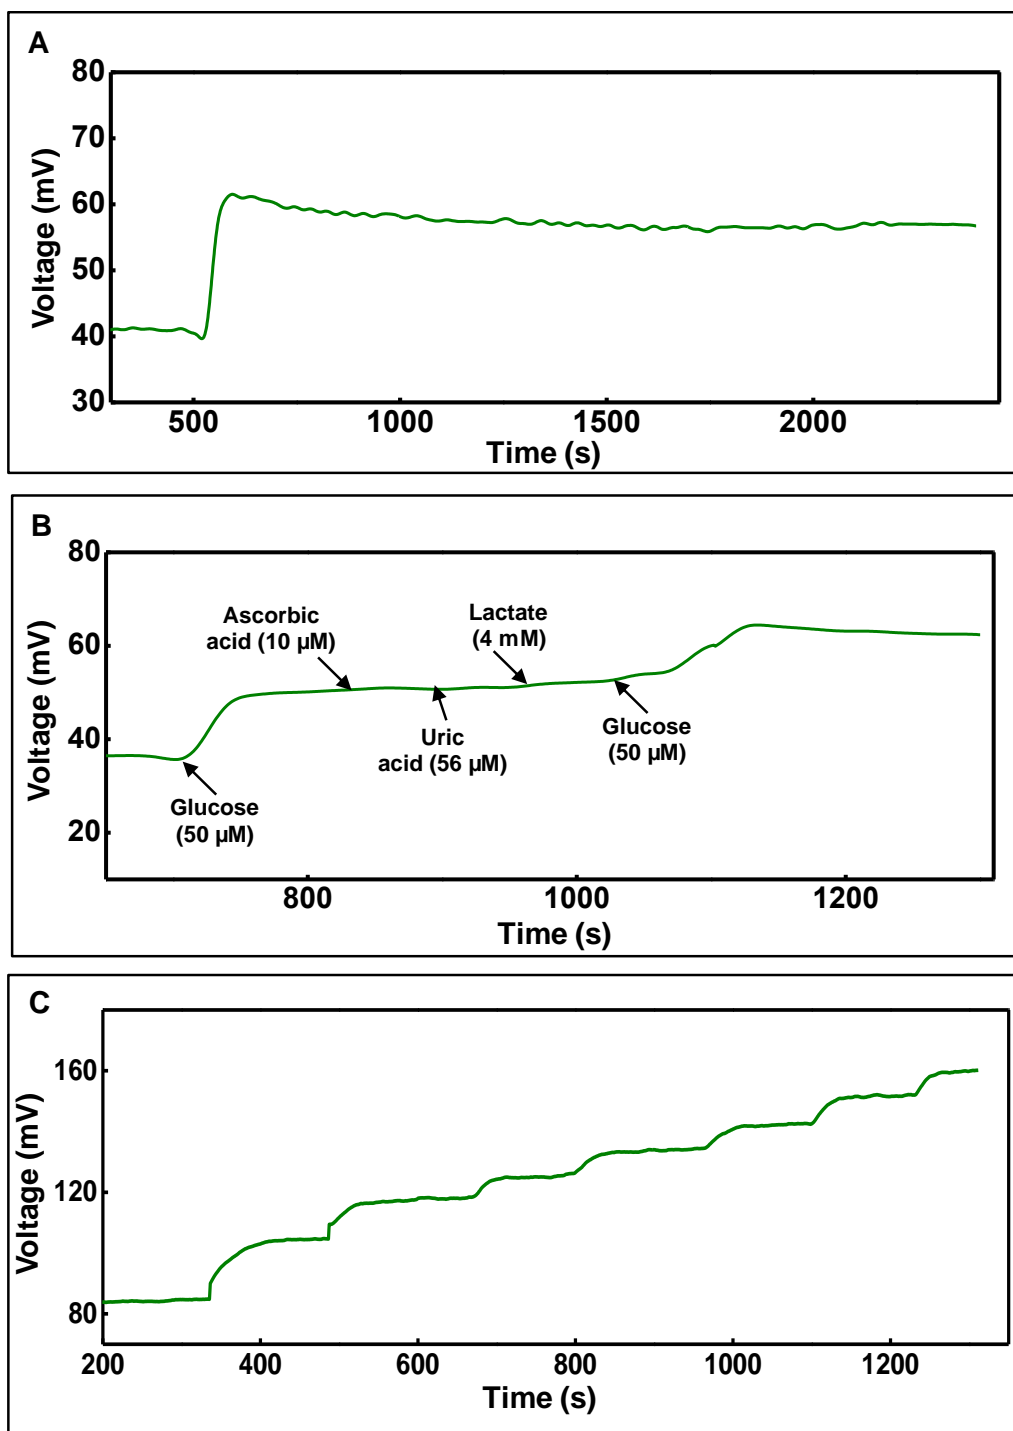 A
80
70
60
50
40
30
Voltage (mV)
500 1000 1500 2000
Time (s)
B
80
60
40
20
Voltage (mV)
Ascorbic
acid (10 µM)
Lactate
(4 mM)
Uric
acid (56 µM)
Glucose
(50 µM)
Glucose
(50 µM)
800 1000 1200
Time (s)
C
160
120
80
Voltage (mV)
200 400 600 800 1000 1200
Time (s)